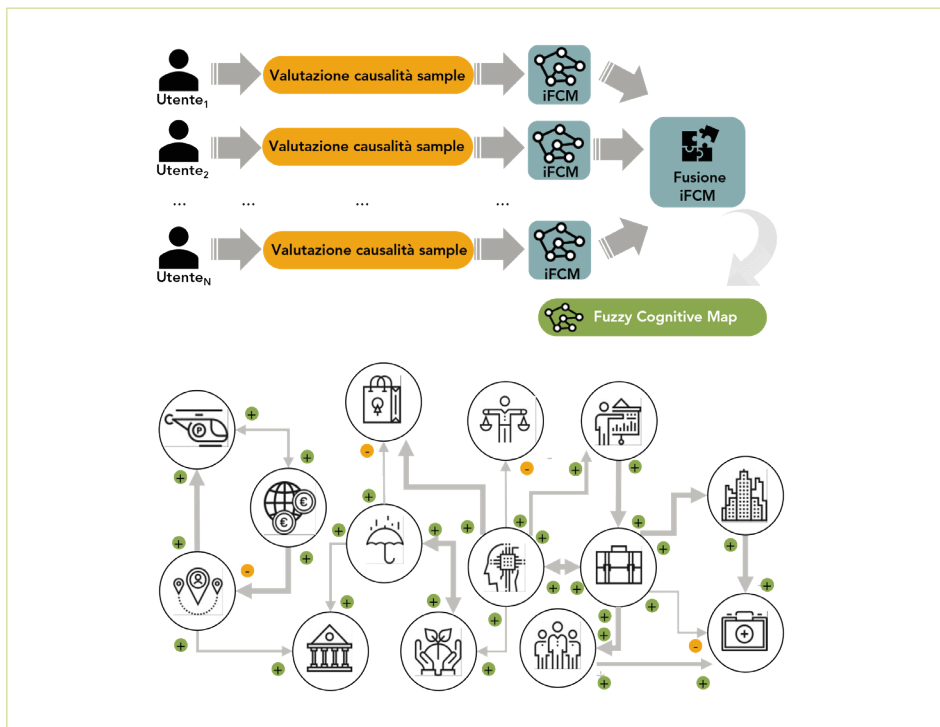 Utente1
Valutazione causalità sample
iFCM
Utente2
Valutazione causalità sample
iFCM
Fusione
iFCM
... ... ... ...
UtenteN
Valutazione causalità sample
iFCM
Fuzzy Cognitive Map
+ +
P
- -
+ + + + +
€
€
+ + + + + + + +
+ - + + + +
+ + + + +
+ + + + -
+ + + +